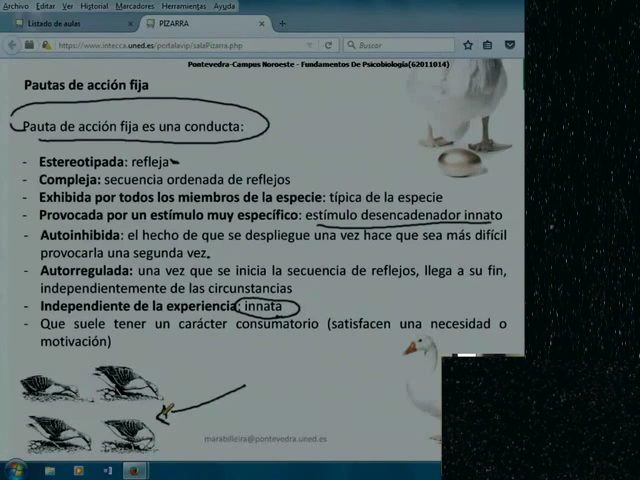 Archivo Editar Ver Historial Marcadores Herramientas Ayuda
Listado de aulas
PIZARRA
https://www.intecca.uned.es/portalavip/salaPizarra.php
Buscar
Pontevedra-Campus Noroeste - Fundamentos De Psicobiología(62011014)
Pautas de acción fija
Pauta de acción fija es una conducta:
- Estereotipada: refleja
- Compleja: secuencia ordenada de reflejos
- Exhibida por todos los miembros de la especie: típica de la especie
- Provocada por un estímulo muy específico: estímulo desencadenador innato
- Autoinhibida: el hecho de que se despliegue una vez hace que sea más difícil
provocarla una segunda vez.
- Autorregulada: una vez que se inicia la secuencia de reflejos, llega a su fin,
independientemente de las circunstancias
- Independiente de la experiencia: innata
- Que suele tener un carácter consumatorio (satisfacen una necesidad o
motivación)
marabilleira@pontevedra.uned.es